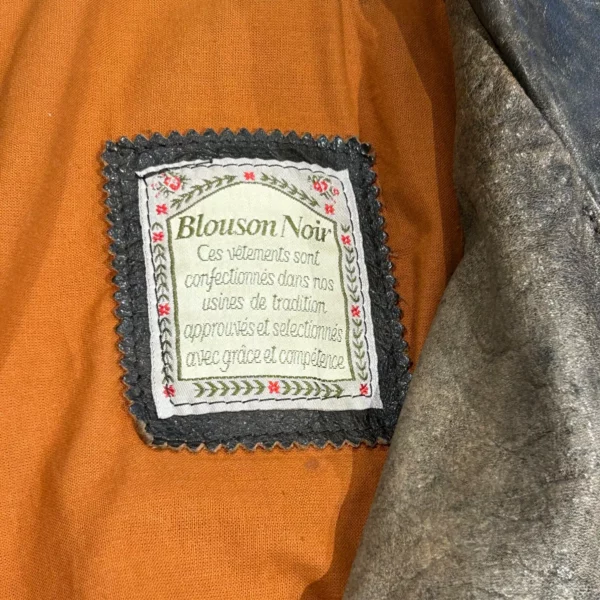 Blouson Noir
Ces vêtements sont
confectionnés dans nos
usines de tradition
approuvés et selectionnés
avec grâce et compétence